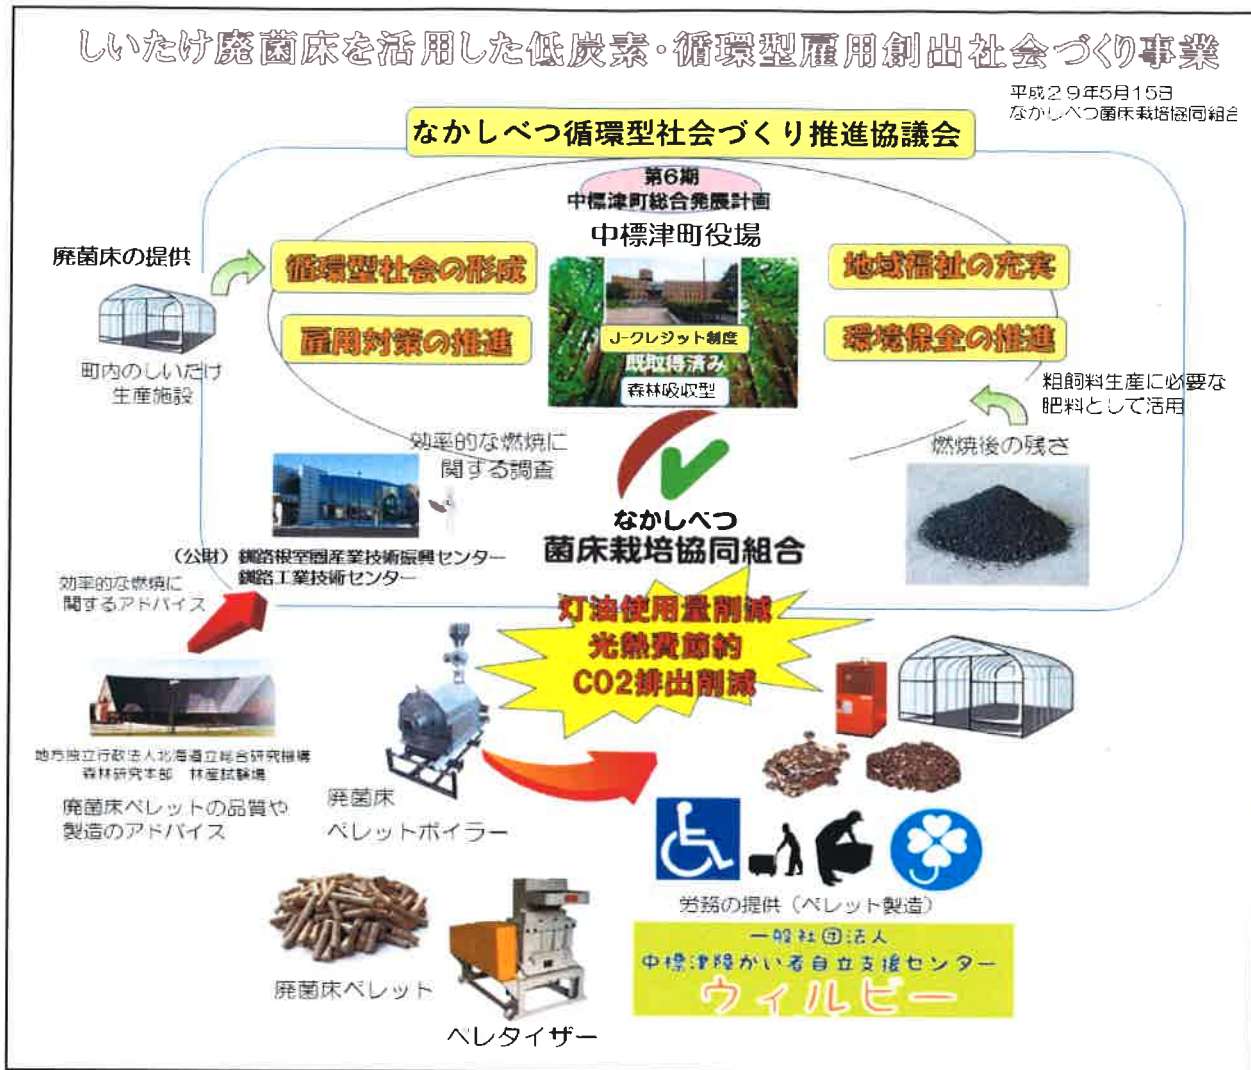 しいたけ廃菌床を活用した低炭素・循環型雇用創出社会づくり事業
平成29年5月15日
なかしべつ菌床栽培協同組合
なかしべつ循環型社会づくり推進協議会
第6期
中標津町総合発展計画
中標津町役場
廃菌床の提供
循環型社会の形成
地域福祉の充実
雇用対策の推進
J-クレジット制度
既取得済み
森林吸収型
環境保全の推進
町内のしいたけ
生産施設
粗飼料生産に必要な
肥料として活用
効率的な燃焼に
関する調査
燃焼後の残さ
なかしべつ
菌床栽培協同組合
(公財)釧路根室圏産業技術振興センター
釧路工業技術センター
効率的な燃焼に
関するアドバイス
灯油使用量削減
光熱費節約
CO2排出削減
地方独立行政法人北海道立総合研究機構
森林研究本部 林産試験場
廃菌床ペレットの品質や
製造のアドバイス
廃菌床
ペレットボイラー
労務の提供(ペレット製造)
一般社団法人
中標津障がい者自立支援センター
ウィルビー
廃菌床ペレット
ペレタイザー